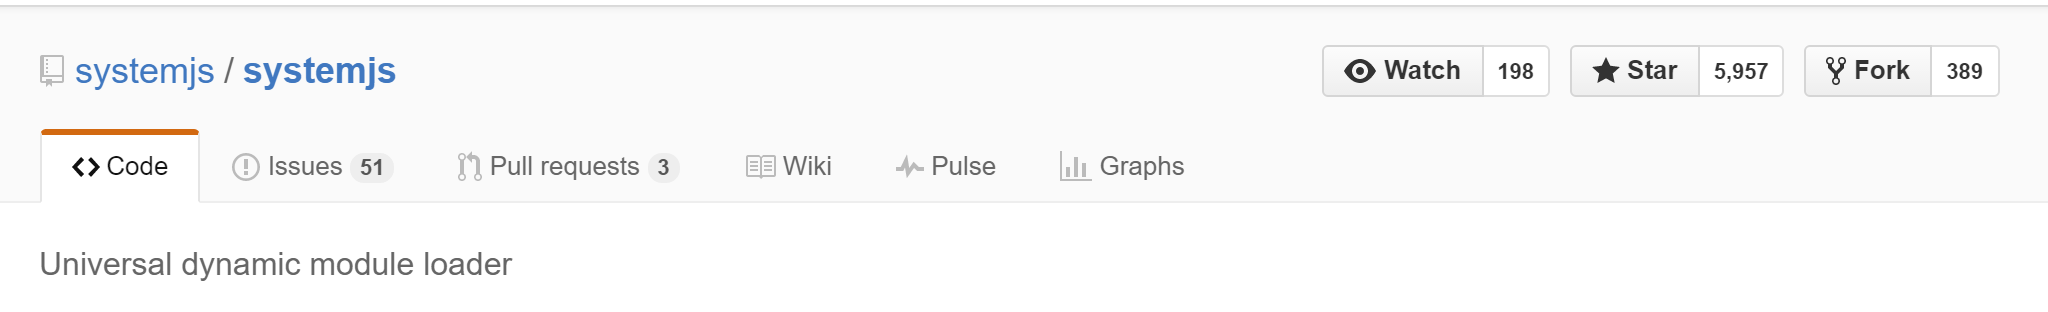 systemjs / systemjs
Watch 198 Star 5,957 Fork 389
Code Issues 51 Pull requests 3 Wiki Pulse Graphs
Universal dynamic module loader